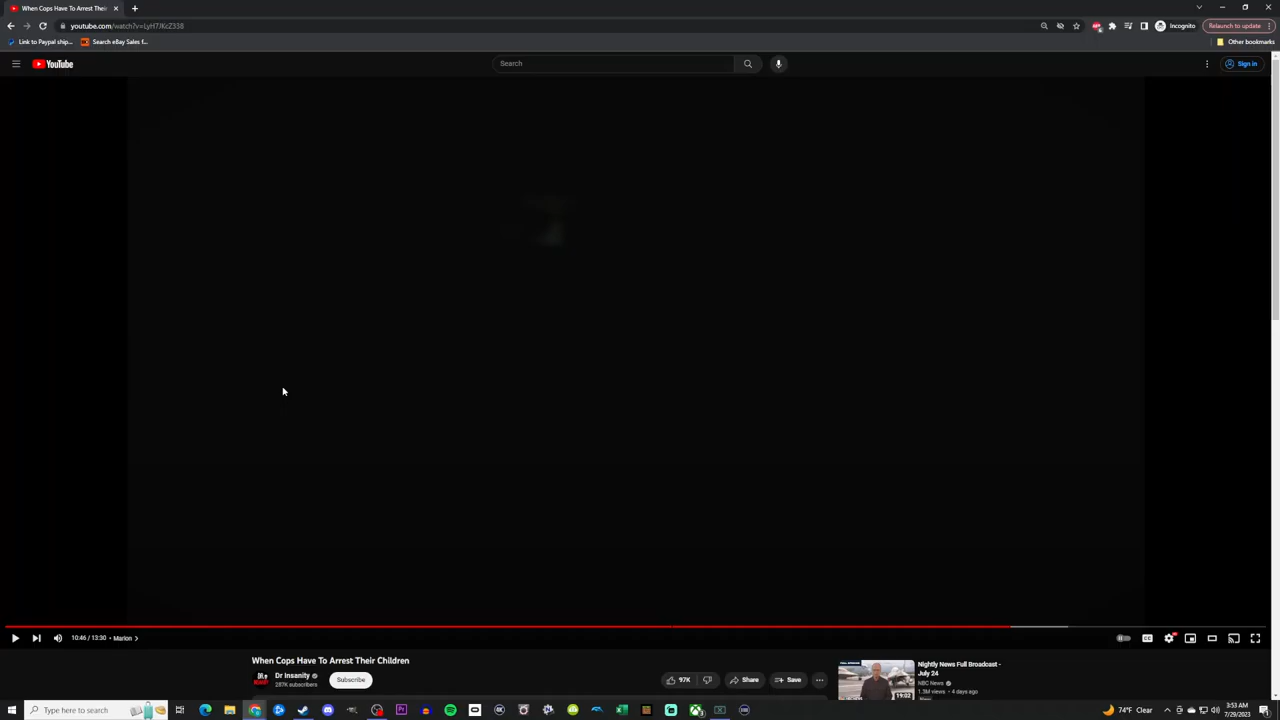 When Cops Have To Arrest Their
youtube.com/watch?v=LyH7JKcZ338
Incognito
Relaunch to update
Link to Paypal ship...
Search eBay Sales f...
Other bookmarks
YouTube
Search
Sign in
10:46 / 13:30 • Marion >
CC
When Cops Have To Arrest Their Children
Dr Insanity
287K subscribers
Subscribe
97K
Share
Save
Nightly News Full Broadcast - July 24
NBC News
1.3M views • 4 days ago
19:02
Type here to search
74°F Clear
3:53 AM
7/29/2023